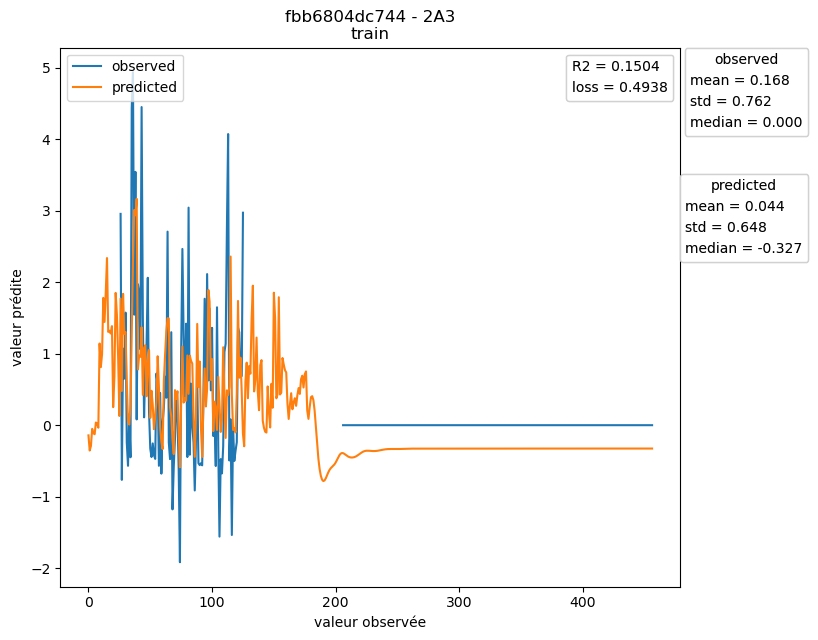 fbb6804dc744 - 2A3
train
observed
predicted
R2 = 0.1504
loss = 0.4938
observed
mean = 0.168
std = 0.762
median = 0.000
predicted
mean = 0.044
std = 0.648
median = -0.327
valeur prédite
5
4
3
2
1
0
−1
−2
0
100
200
300
400
valeur observée